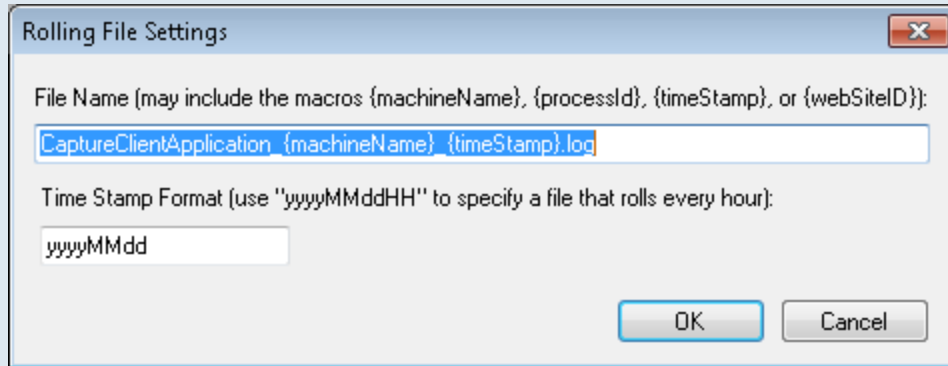 Rolling File Settings
File Name (may include the macros {machineName}, {processId}, {timeStamp}, or {webSiteID}):
CaptureClientApplication_{machineName}_{timeStamp}.log
Time Stamp Format (use "yyyyMMddHH" to specify a file that rolls every hour):
yyyyMMdd
OK Cancel